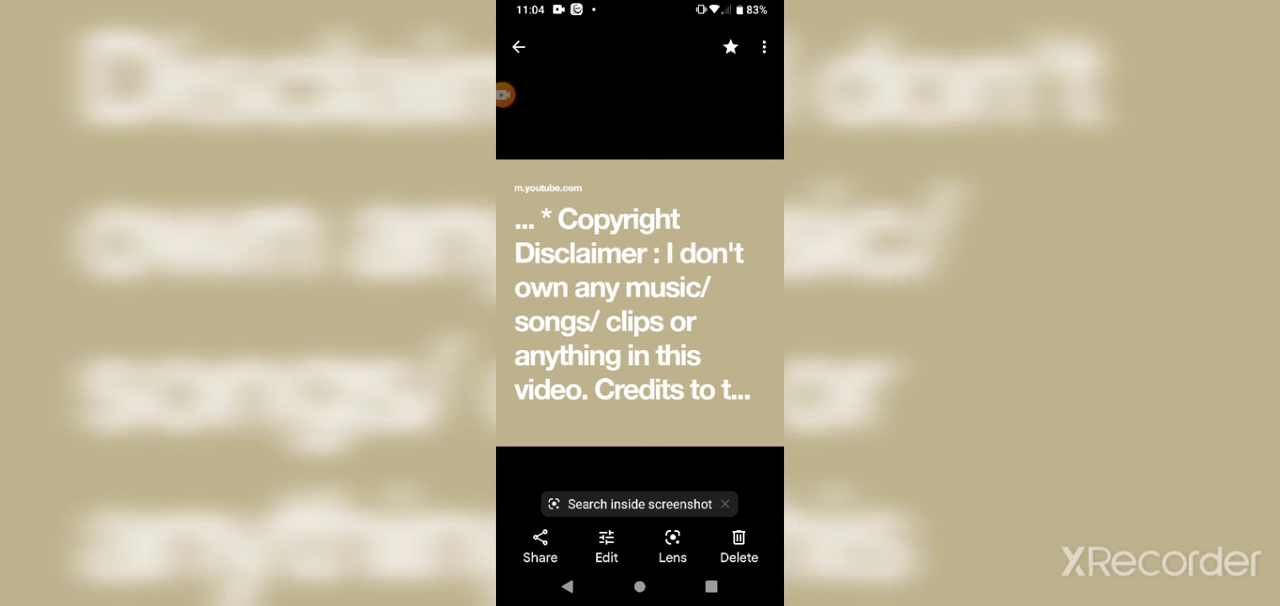 11:04
83%
m.youtube.com
... * Copyright
Disclaimer : I don't
own any music/
songs/ clips or
anything in this
video. Credits to t...
Search inside screenshot
Share Edit Lens Delete
XRecorder